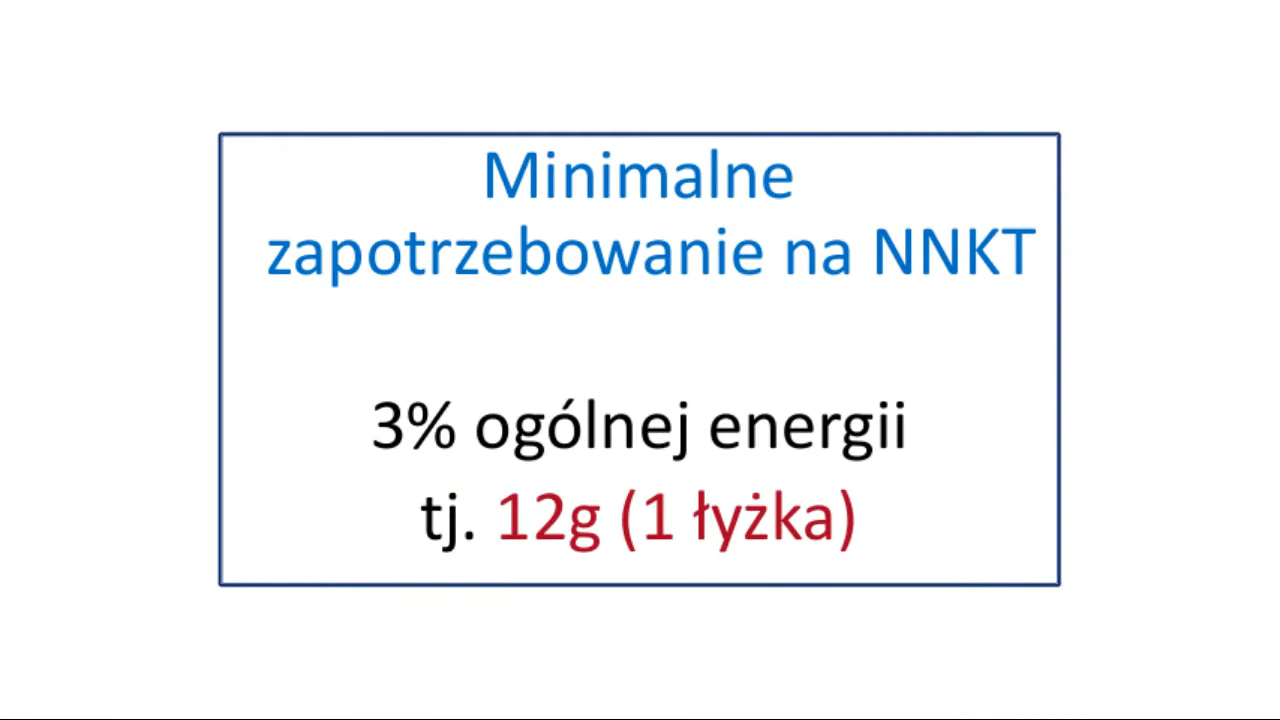 Minimalne
zapotrzebowanie na NNKT
3% ogólnej energii
tj. 12g (1 łyżka)